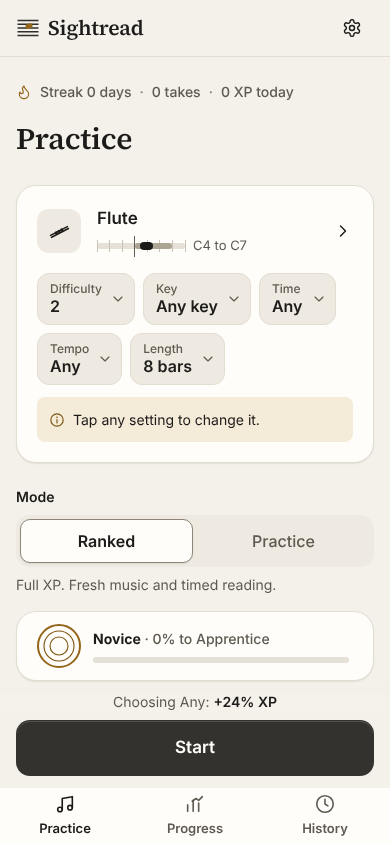 Sightread
Streak 0 days · 0 takes · 0 XP today
Practice
Flute
C4 to C7
Difficulty
2
Key
Any key
Time
Any
Tempo
Any
Length
8 bars
Tap any setting to change it.
Mode
Ranked
Practice
Full XP. Fresh music and timed reading.
Novice · 0% to Apprentice
Choosing Any: +24% XP
Start
Practice
Progress
History